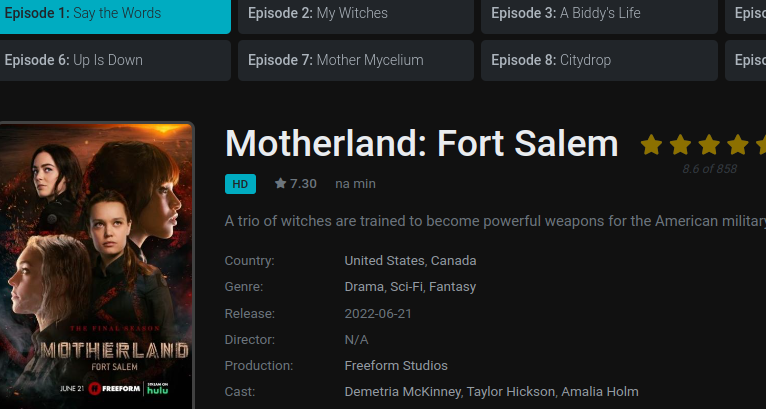 Episode 1: Say the Words
Episode 2: My Witches
Episode 3: A Biddy's Life
Episode 6: Up Is Down
Episode 7: Mother Mycelium
Episode 8: Citydrop
Motherland: Fort Salem
8.6 of 858
HD
7.30
na min
A trio of witches are trained to become powerful weapons for the American military
Country: United States, Canada
Genre: Drama, Sci-Fi, Fantasy
Release: 2022-06-21
Director: N/A
Production: Freeform Studios
Cast: Demetria McKinney, Taylor Hickson, Amalia Holm
THE FINAL SEASON
MOTHERLAND
FORT SALEM
JUNE 21 FREEFORM STREAM ON hulu